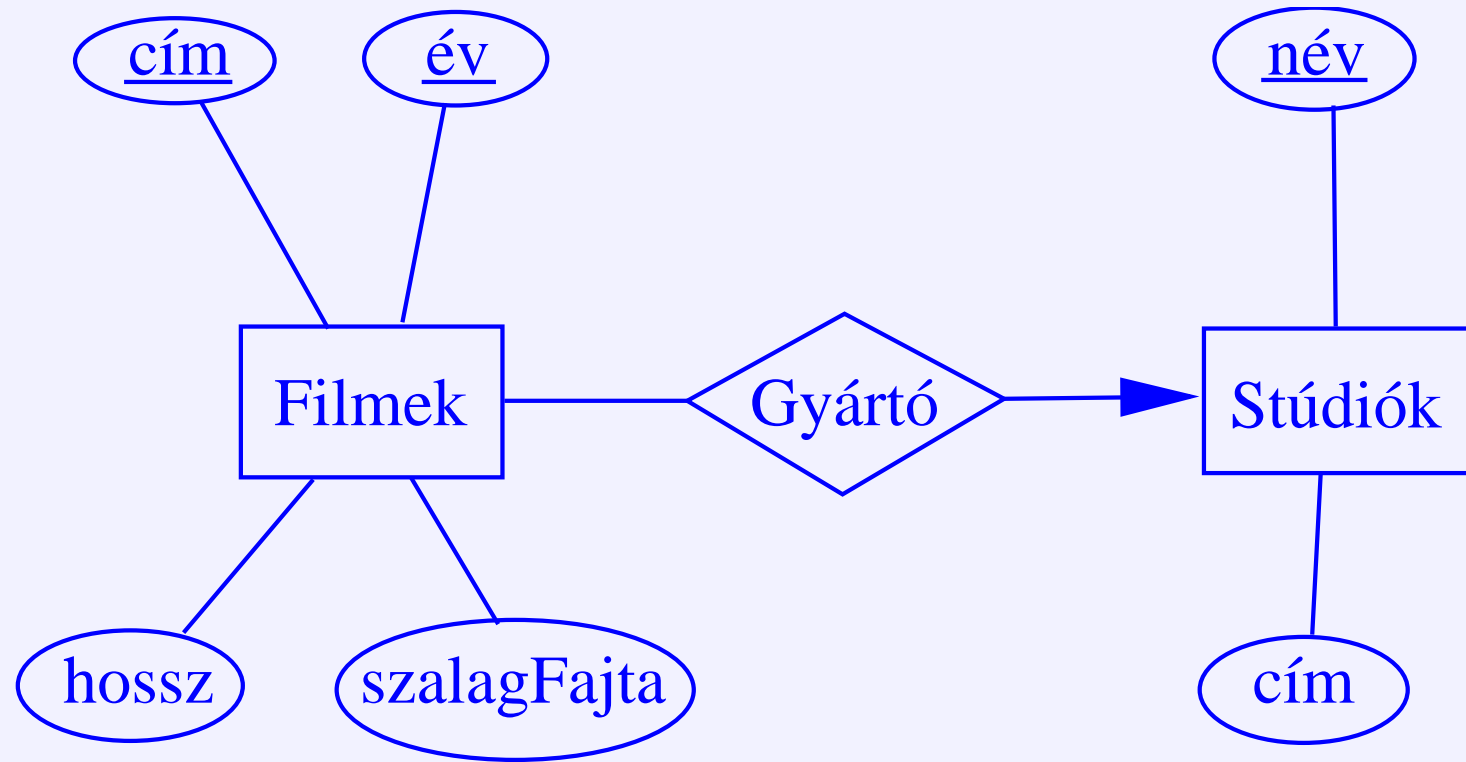 cím
év
név
Filmek
Gyártó
Stúdiók
hossz
szalagFajta
cím